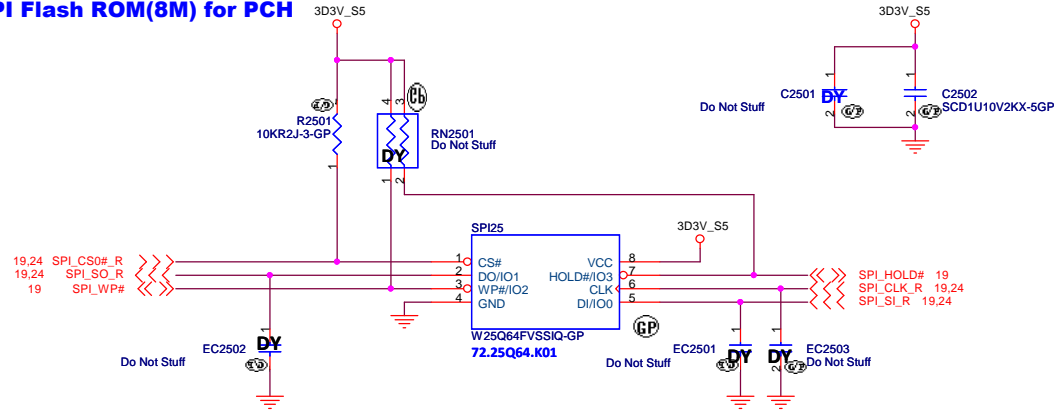 PI Flash ROM(8M) for PCH
3D3V_S5
3D3V_S5
R2501
10KR2J-3-GP
1
4
3
RN2501
Do Not Stuff
DY
1
2
Do Not Stuff
C2501
DY
1
2
1
2
C2502
SCD1U10V2KX-5GP
SPI25
3D3V_S5
19,24 SPI_CS0#_R
19,24 SPI_SO_R
19 SPI_WP#
1 CS#
2 DO/IO1
3 WP#/IO2
4 GND
VCC 8
HOLD#/IO3 7
CLK 6
DI/IO0 5
SPI_HOLD# 19
SPI_CLK_R 19,24
SPI_SI_R 19,24
W25Q64FVSSIQ-GP
72.25Q64.K01
GP
EC2502
1
DY
Do Not Stuff
EC2501
1
DY
Do Not Stuff
EC2503
1
DY
2
Do Not Stuff